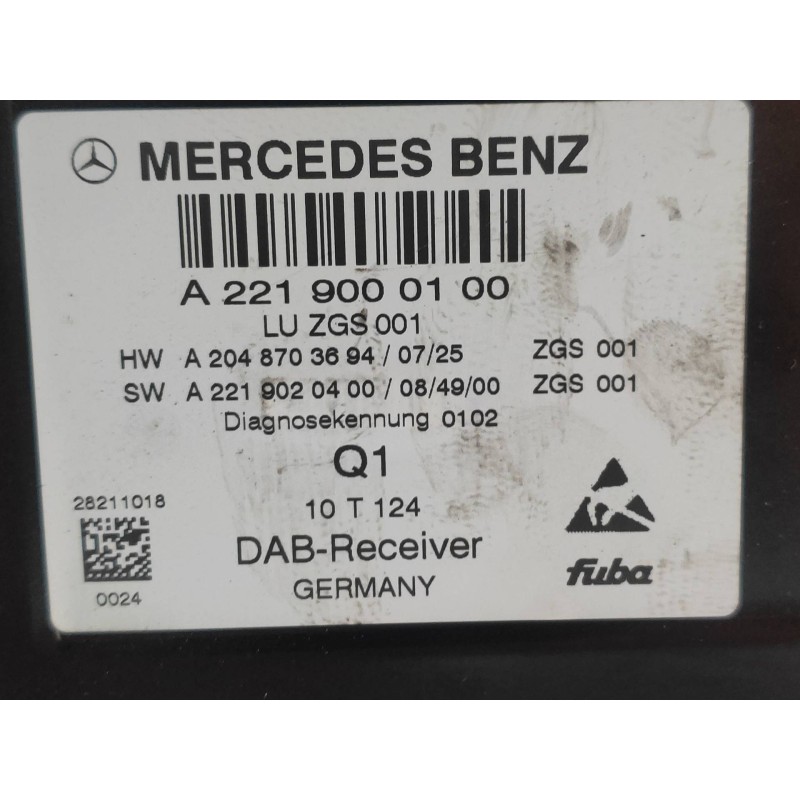 MERCEDES BENZ
A 221 900 01 00
LU ZGS 001
HW A 204 870 36 94 / 07/25 ZGS 001
SW A 221 902 04 00 / 08/49/00 ZGS 001
Diagnosekennung 0102
Q1
28211018
10 T 124
DAB-Receiver
fuba
0024
GERMANY